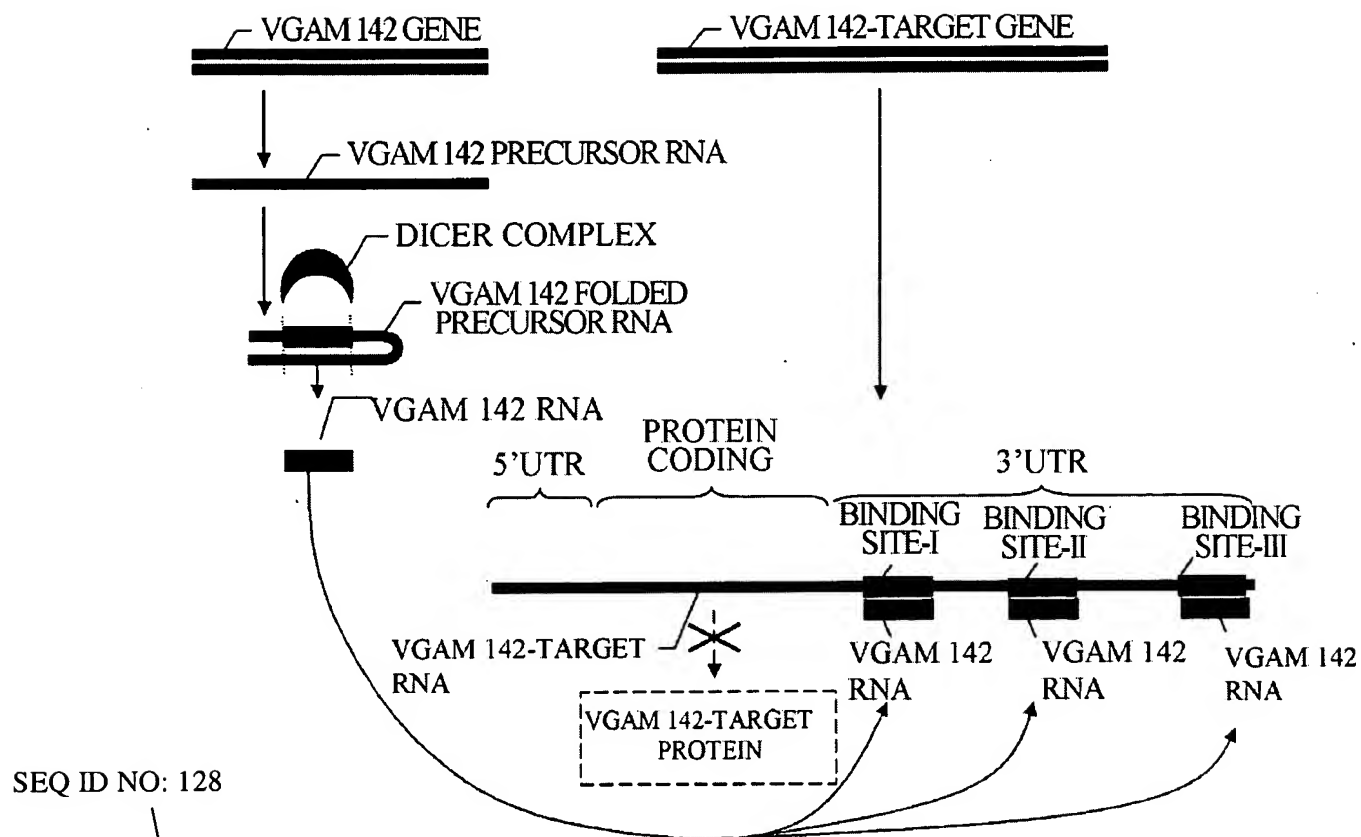 VGAM 142 GENE
VGAM 142-TARGET GENE
VGAM 142 PRECURSOR RNA
DICER COMPLEX
VGAM 142 FOLDED
PRECURSOR RNA
VGAM 142 RNA
5'UTR
PROTEIN
CODING
3'UTR
BINDING
SITE-I
BINDING
SITE-II
BINDING
SITE-III
VGAM 142-TARGET
RNA
VGAM 142
RNA
VGAM 142
RNA
VGAM 142
RNA
VGAM 142-TARGET
PROTEIN
SEQ ID NO: 128